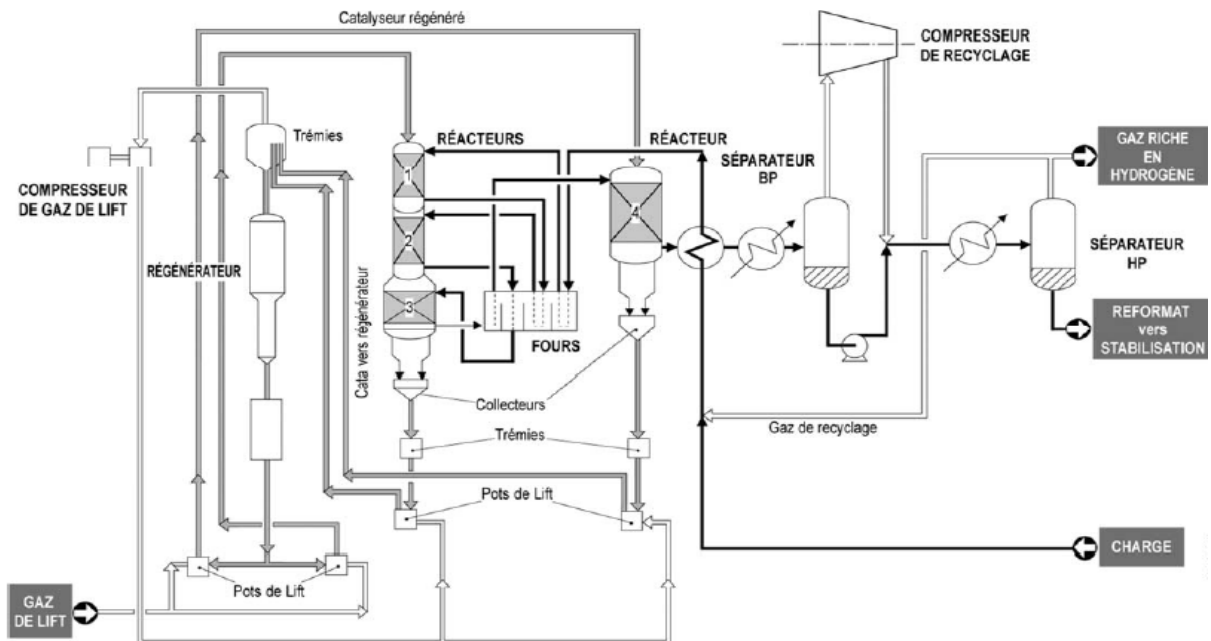 Catalyseur régénéré
COMPRESSEUR
DE RECYCLAGE
Trémies
RÉACTEURS
RÉACTEUR
SÉPARATEUR
BP
GAZ RICHE
EN
HYDROGÈNE
COMPRESSEUR
DE GAZ DE LIFT
1
4
2
RÉGÉNÉRATEUR
SÉPARATEUR
HP
3
Cata vers régénérateur
FOURS
REFORMAT
vers
STABILISATION
Collecteurs
Gaz de recyclage
Trémies
Pots de Lift
CHARGE
Pots de Lift
GAZ
DE LIFT